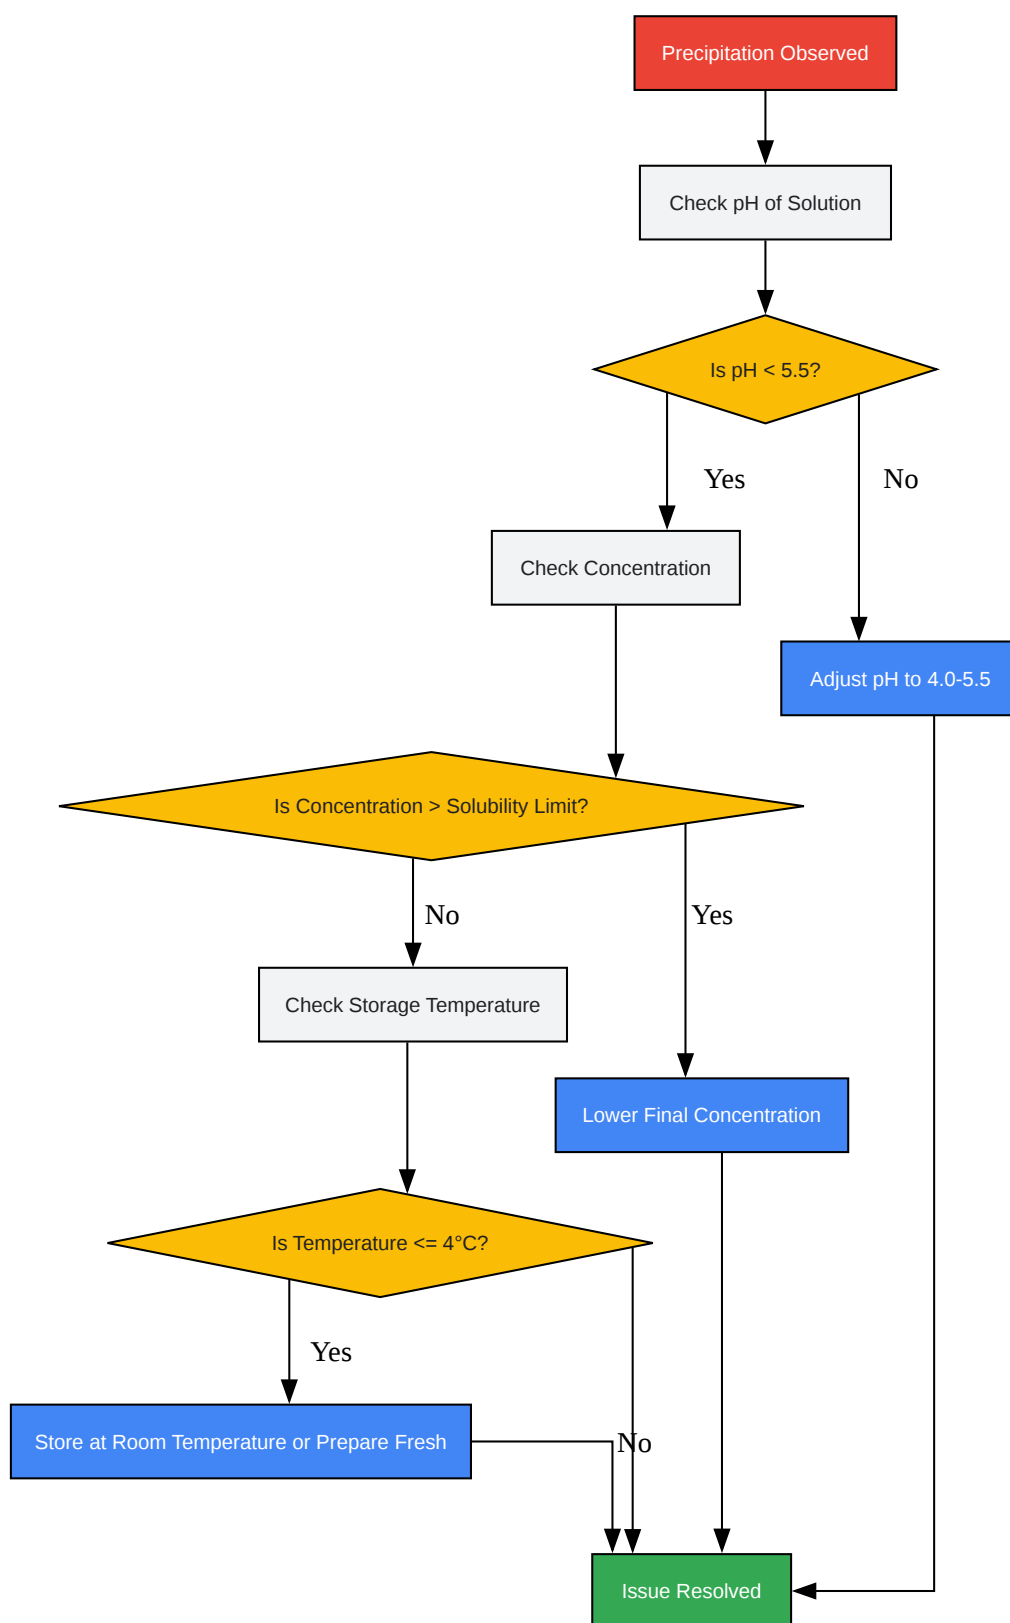 Precipitation Observed
Check pH of Solution
Is pH < 5.5?
Yes
No
Check Concentration
Adjust pH to 4.0-5.5
Is Concentration > Solubility Limit?
No
Yes
Check Storage Temperature
Lower Final Concentration
Is Temperature <= 4°C?
Yes
Store at Room Temperature or Prepare Fresh
No
Issue Resolved